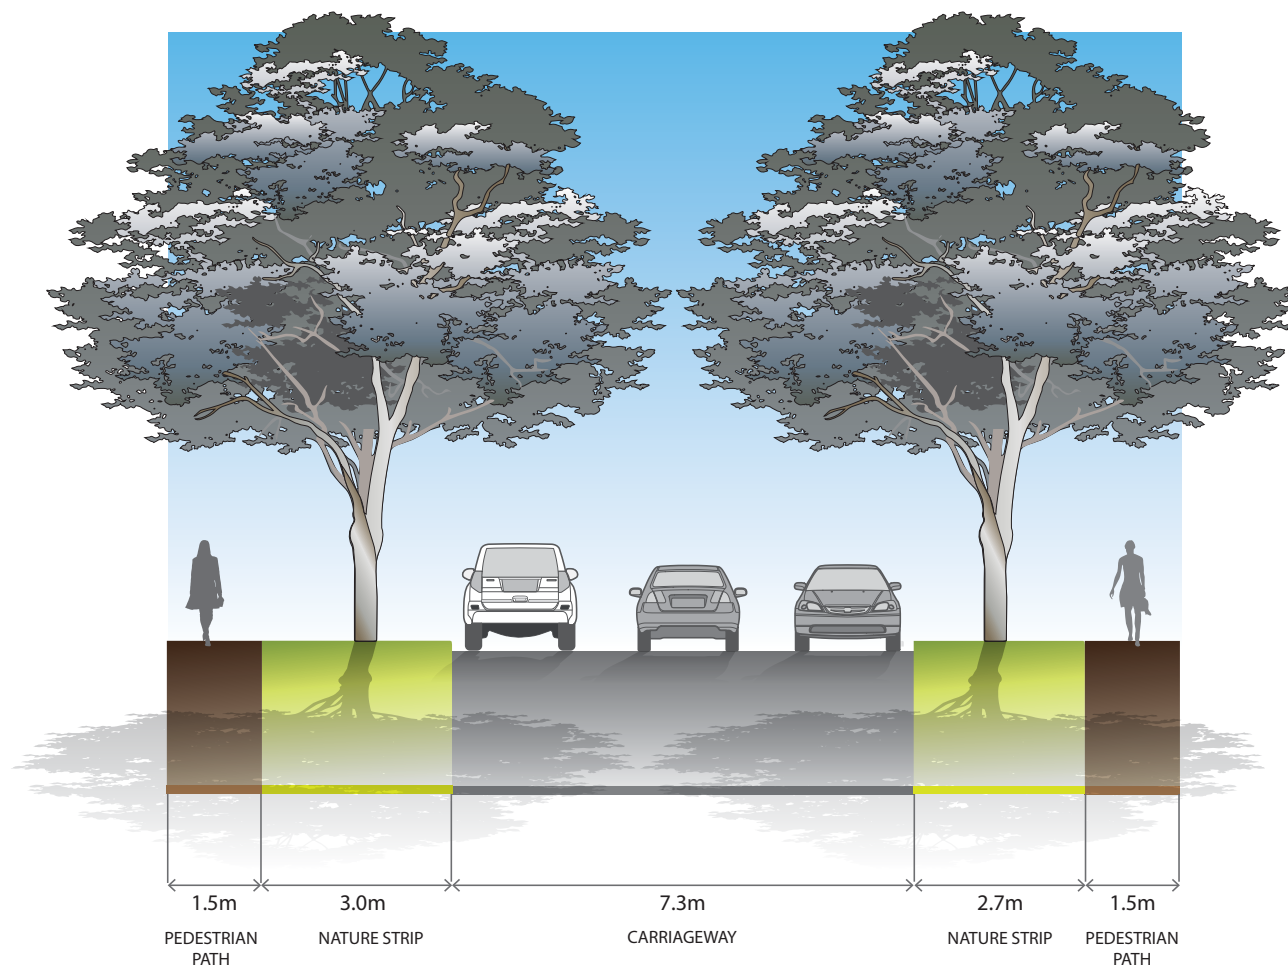 1.5m
3.0m
7.3m
2.7m
1.5m
PEDESTRIAN
PATH
NATURE STRIP
CARRIAGEWAY
NATURE STRIP
PEDESTRIAN
PATH